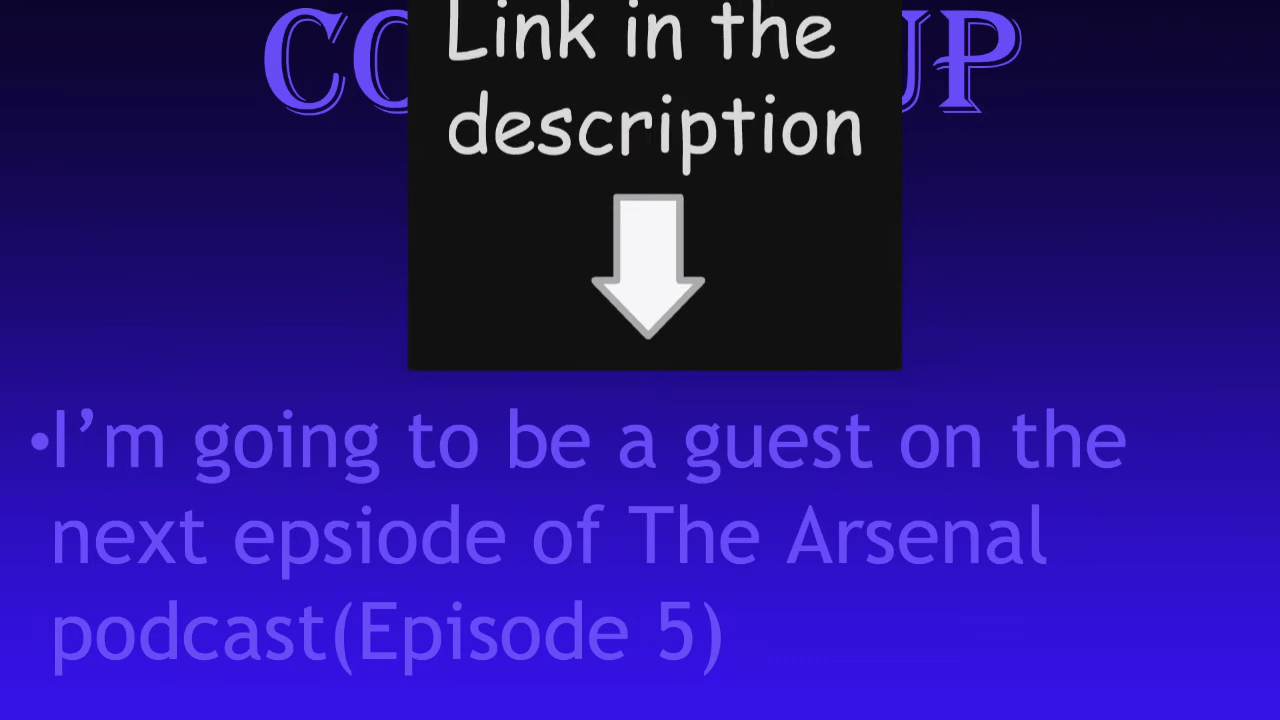 Link in the
description
•I’m going to be a guest on the
next epsiode of The Arsenal
podcast(Episode 5)